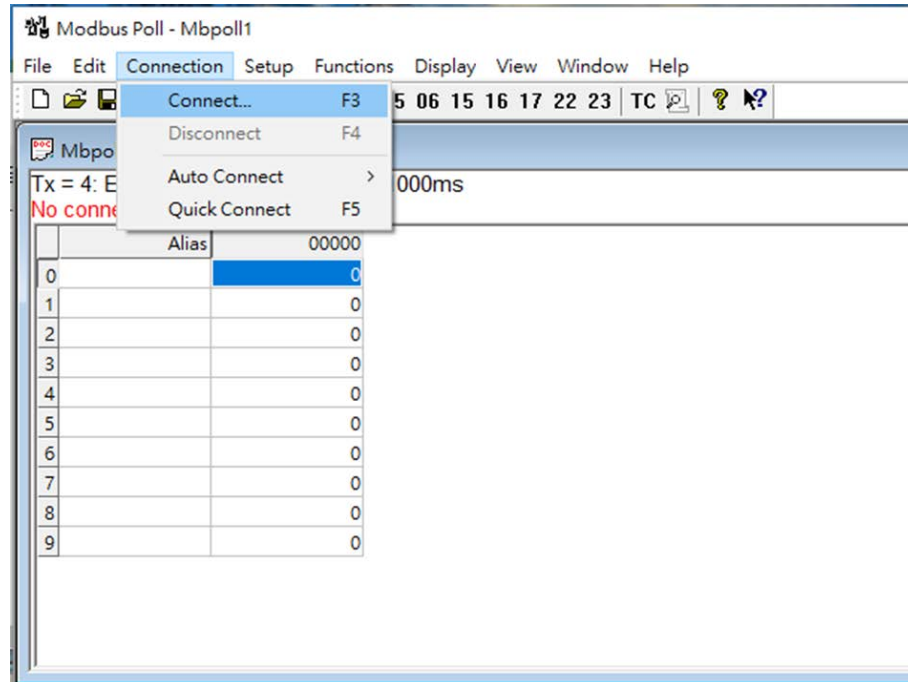 Modbus Poll - Mbpoll1
File Edit Connection Setup Functions Display View Window Help
Connect... F3
5 06 15 16 17 22 23 TC
Disconnect F4
Mbpo
Auto Connect >
Tx = 4: E
000ms
Quick Connect F5
No conne
Alias 00000
0 0
1 0
2 0
3 0
4 0
5 0
6 0
7 0
8 0
9 0